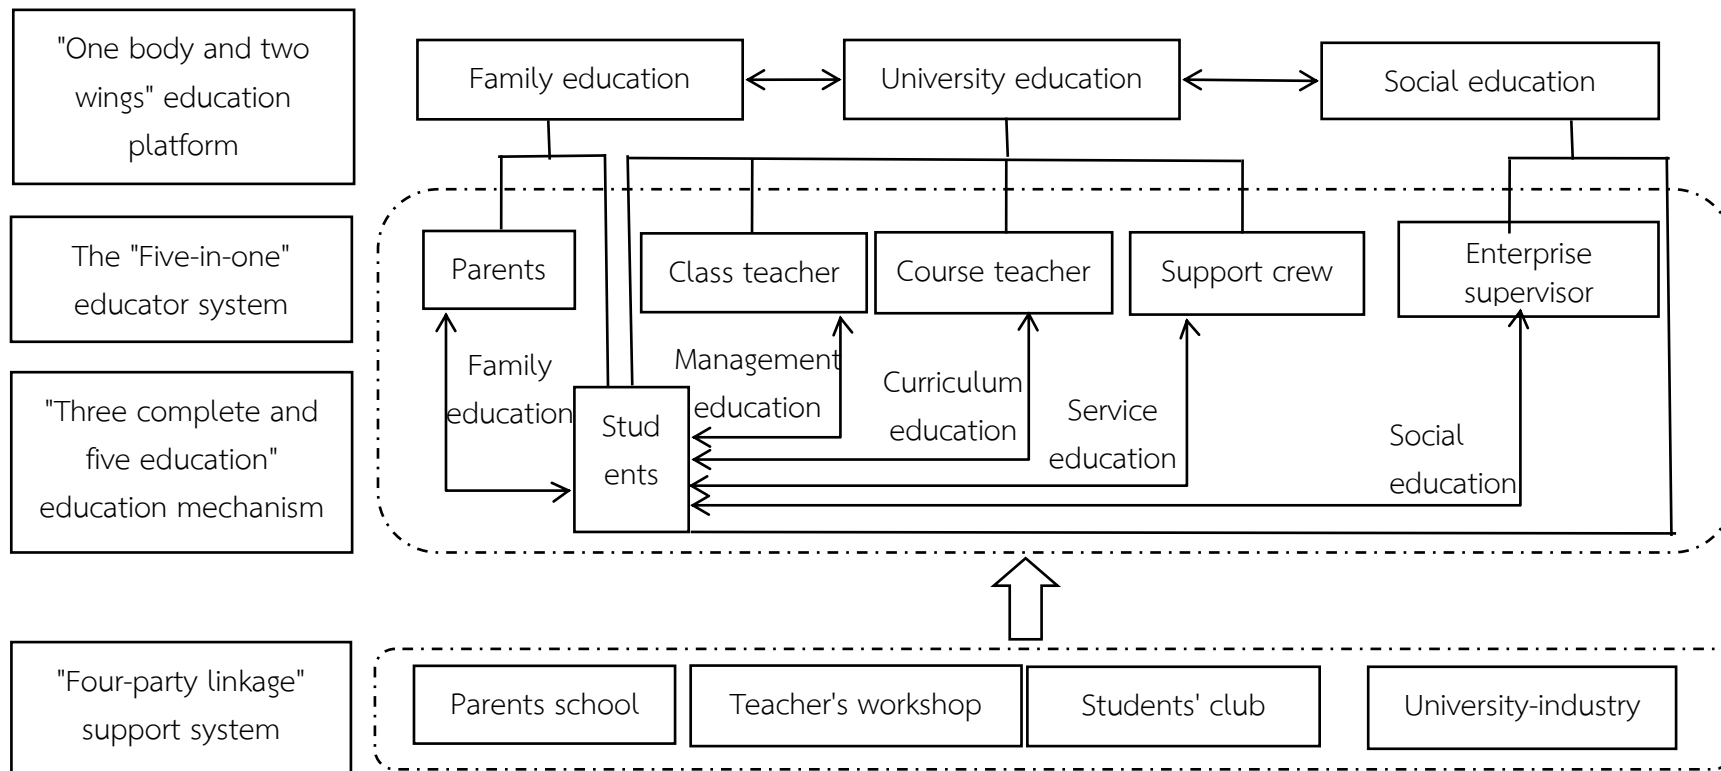 "One body and two
wings" education
platform
Family education
University education
Social education
The "Five-in-one"
educator system
Parents
Class teacher
Course teacher
Support crew
Enterprise
supervisor
"Three complete and
five education"
education mechanism
Family
education
Stud
ents
Management
education
Curriculum
education
Service
education
Social
education
"Four-party linkage"
support system
Parents school
Teacher's workshop
Students' club
University-industry